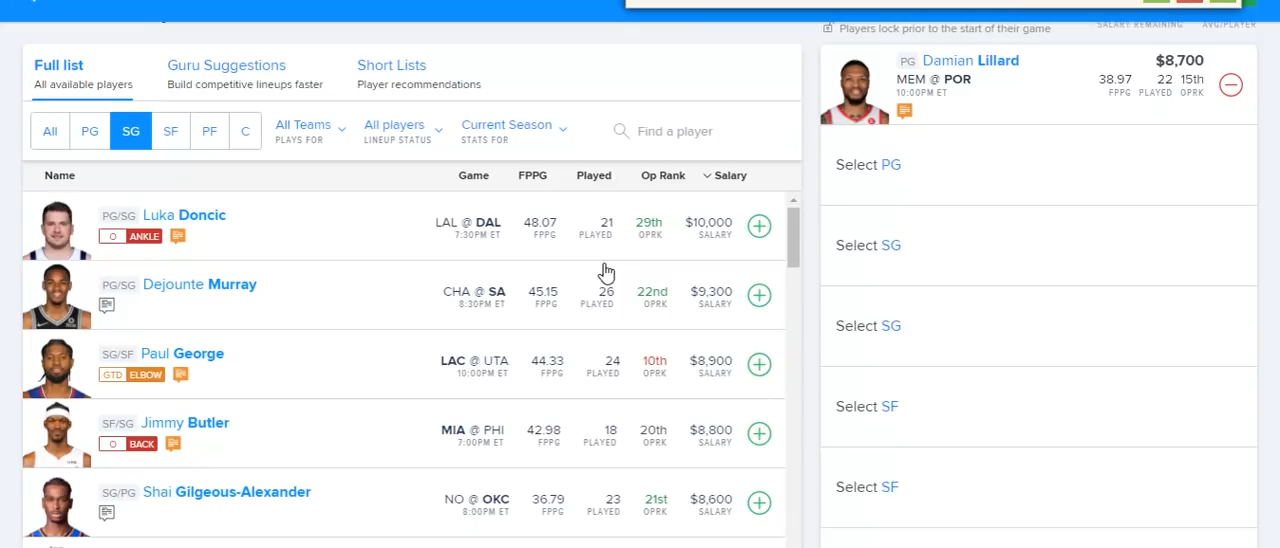 SALARY REMAINING AVG/PLAYER
Players lock prior to the start of their game
Full list Guru Suggestions Short Lists
All available players Build competitive lineups faster Player recommendations
All PG SG SF PF C All Teams All players Current Season Find a player
PLAYS FOR LINEUP STATUS STATS FOR
Name Game FPPG Played Op Rank Salary
PG/SG Luka Doncic LAL @ DAL 48.07 21 29th $10,000
O ANKLE 7:30PM ET FPPG PLAYED OPRK SALARY
PG/SG Dejounte Murray CHA @ SA 45.15 26 22nd $9,300
8:30PM ET FPPG PLAYED OPRK SALARY
SG/SF Paul George LAC @ UTA 44.33 24 10th $8,900
GTD ELBOW 10:00PM ET FPPG PLAYED OPRK SALARY
SF/SG Jimmy Butler MIA @ PHI 42.98 18 20th $8,800
O BACK 7:00PM ET FPPG PLAYED OPRK SALARY
SG/PG Shai Gilgeous-Alexander NO @ OKC 36.79 23 21st $8,600
8:00PM ET FPPG PLAYED OPRK SALARY
PG Damian Lillard $8,700
MEM @ POR 38.97 22 15th
10:00PM ET FPPG PLAYED OPRK
Select PG
Select SG
Select SG
Select SF
Select SF